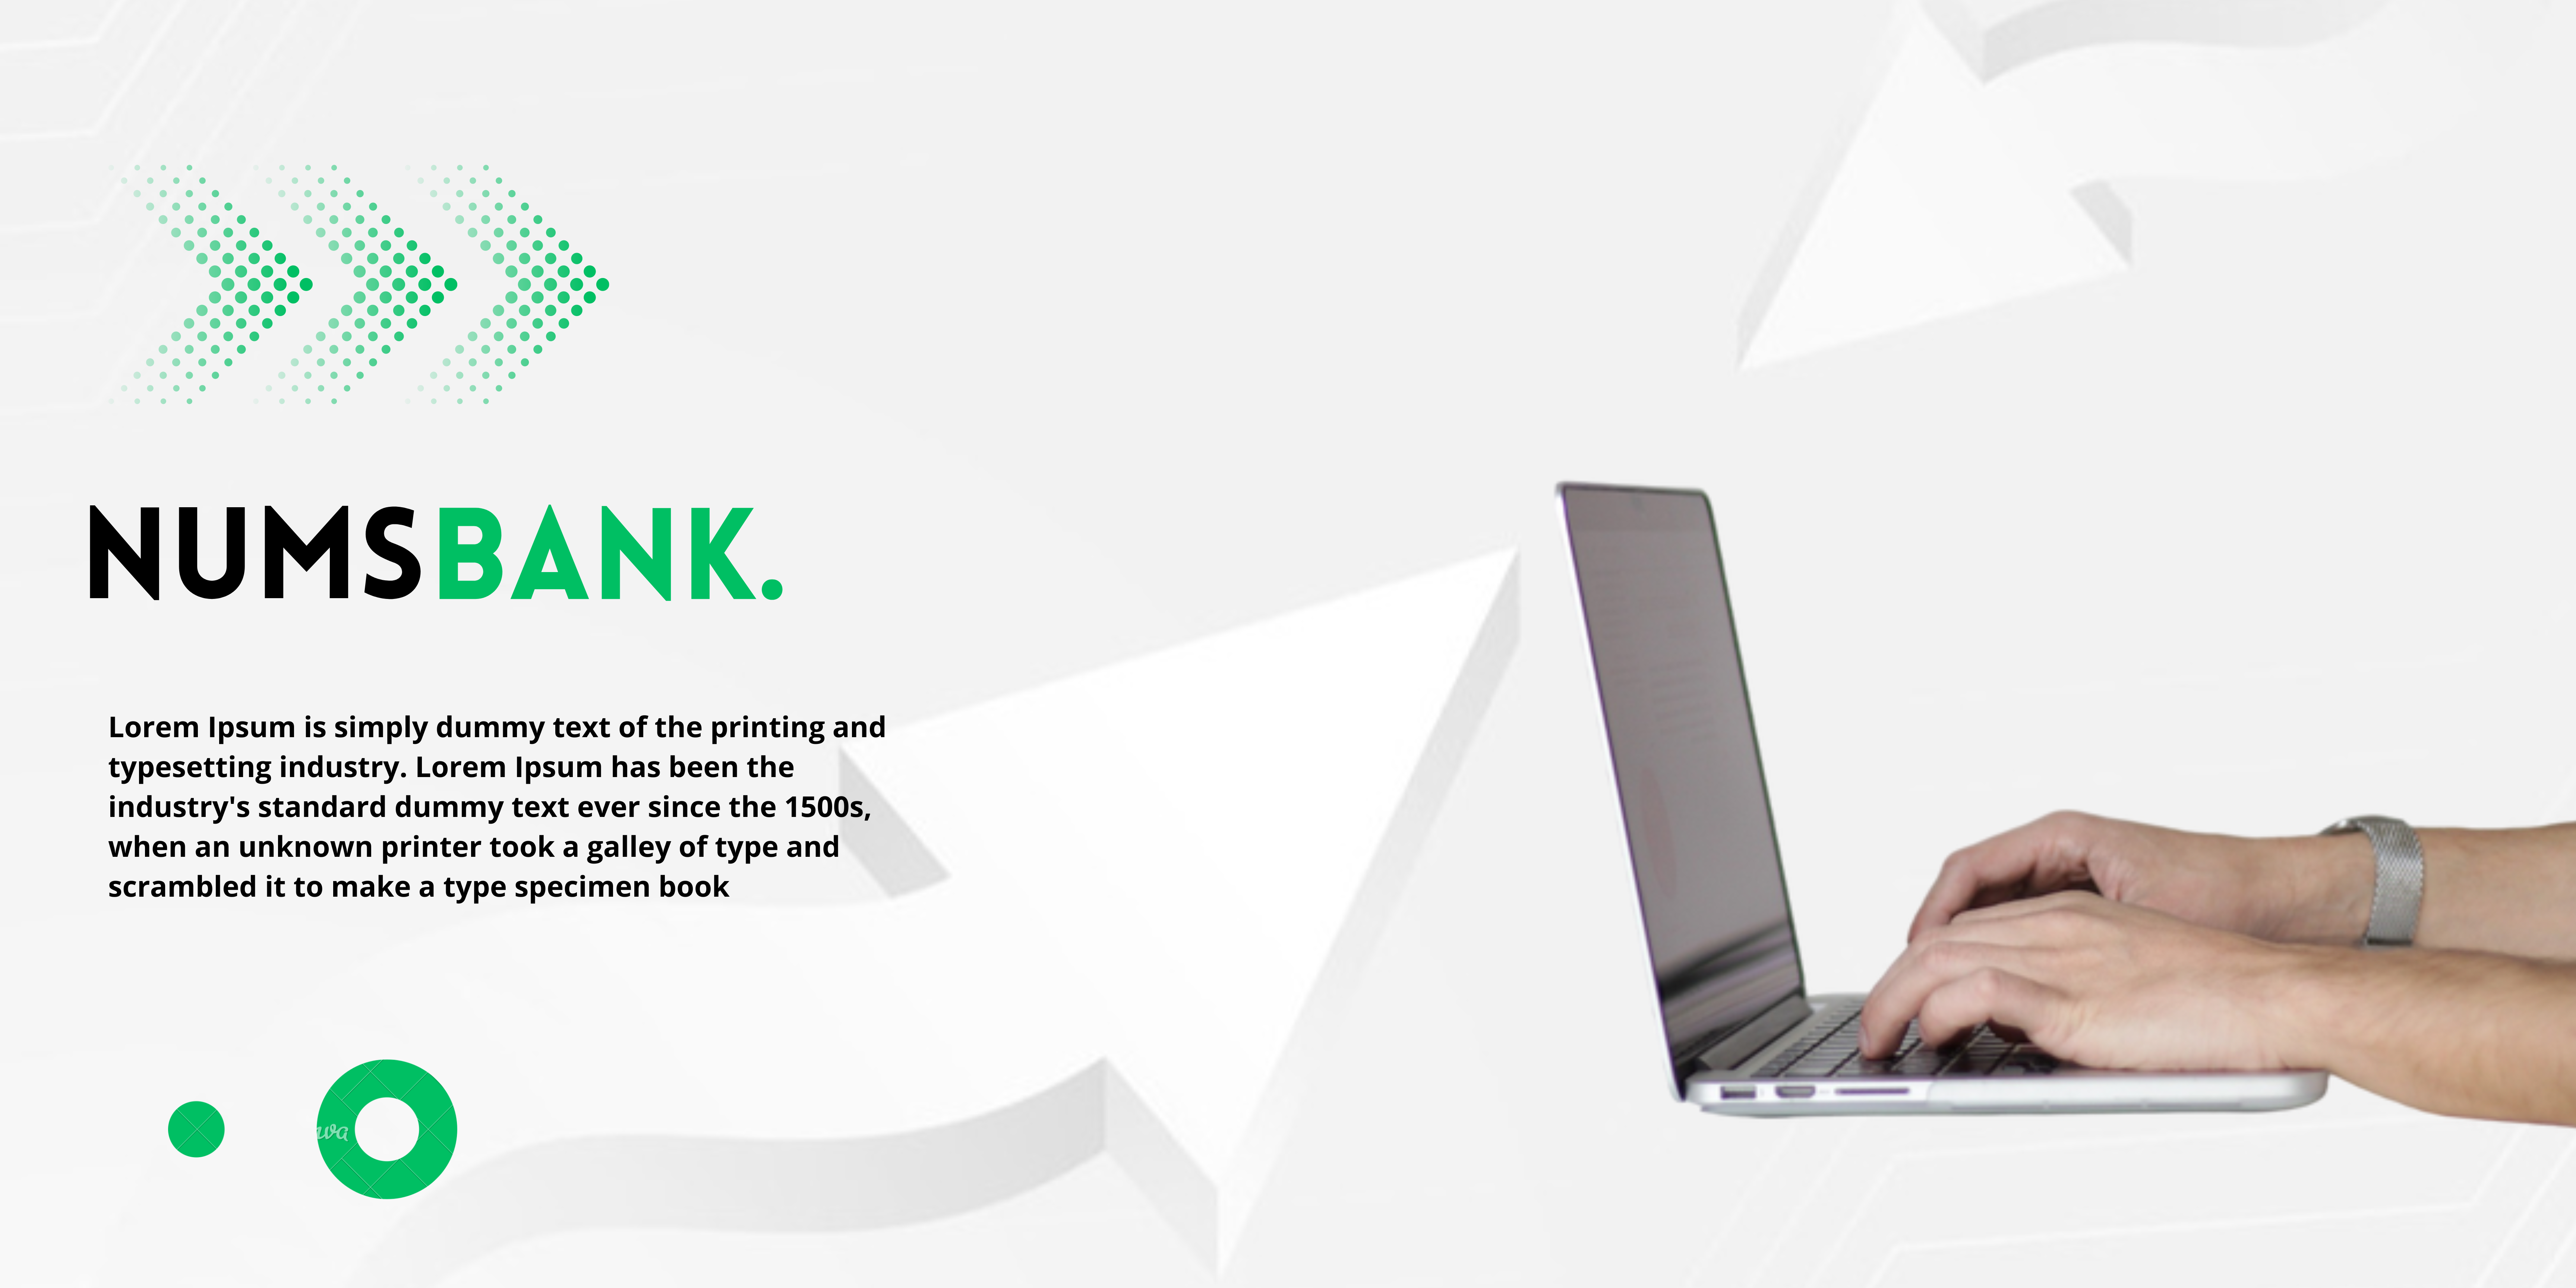 NUMSBANK.
Lorem Ipsum is simply dummy text of the printing and
typesetting industry. Lorem Ipsum has been the
industry's standard dummy text ever since the 1500s,
when an unknown printer took a galley of type and
scrambled it to make a type specimen book